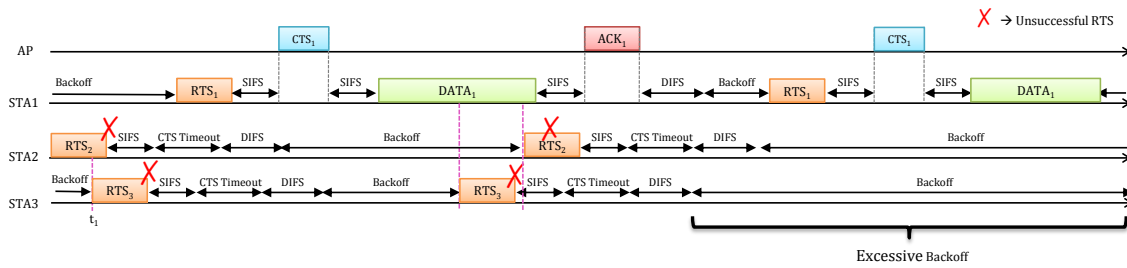 X → Unsuccessful RTS
AP CTS₁ ACK₁ CTS₁
Backoff SIFS SIFS SIFS DIFS Backoff SIFS SIFS
STA1 RTS₁ DATA₁ RTS₁ DATA₁
RTS₂ SIFS CTS Timeout DIFS Backoff RTS₂ SIFS CTS Timeout DIFS Backoff
STA2
Backoff RTS₃ SIFS CTS Timeout DIFS Backoff RTS₃ SIFS CTS Timeout DIFS Backoff
STA3
t₁
Excessive Backoff